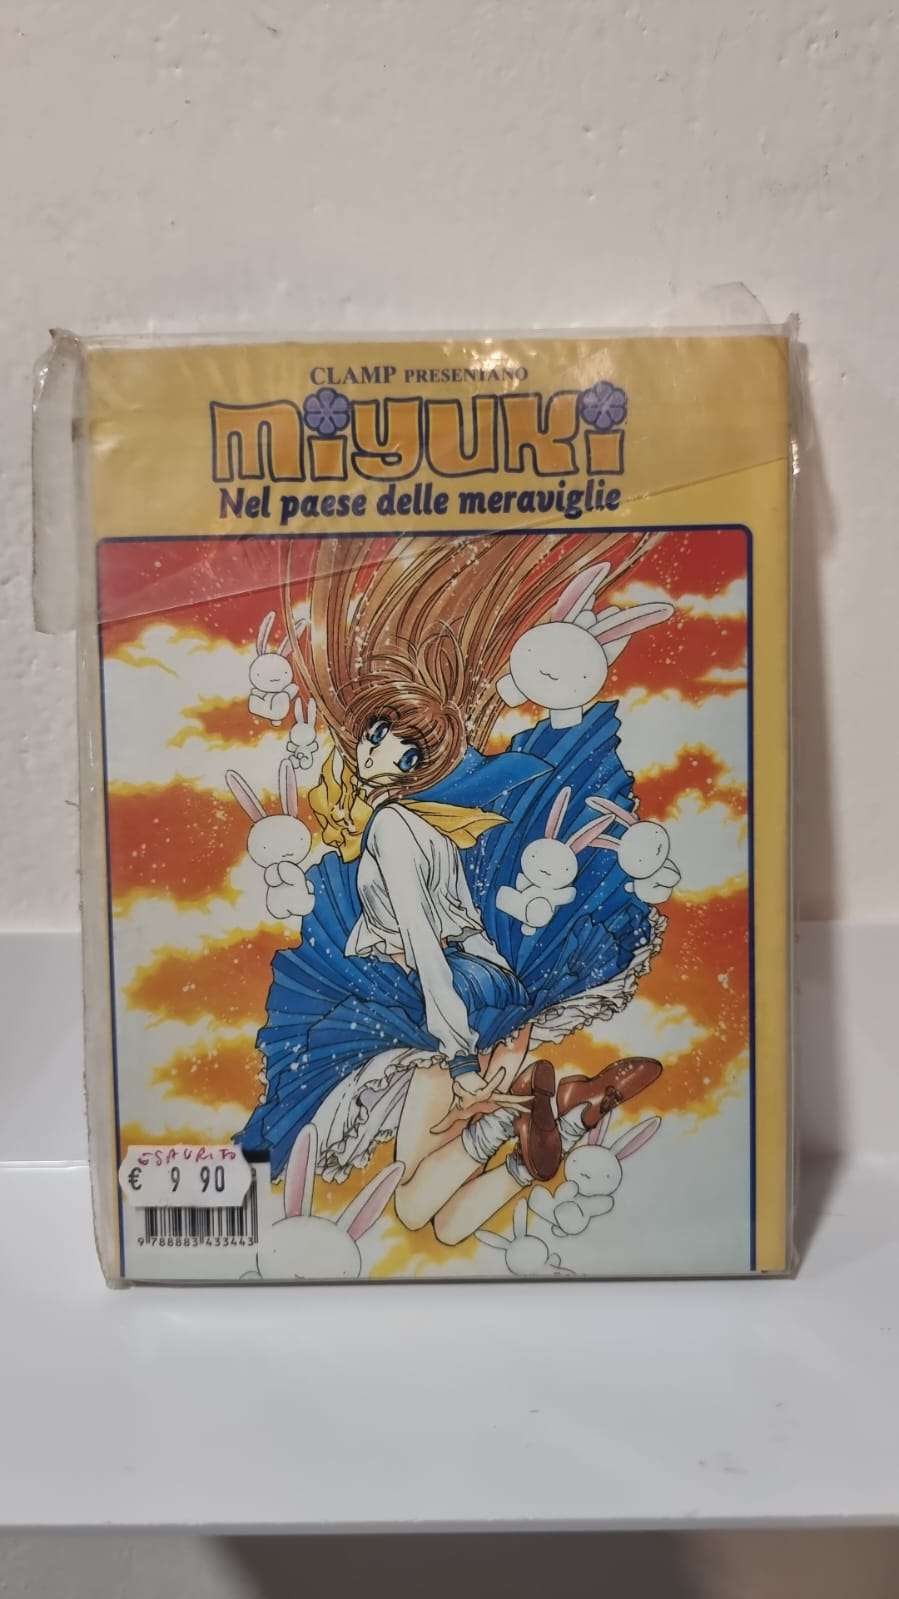 CLAMP PRESENTANO
MIYUKI
Nel paese delle meraviglie
ESAURITO
€ 9 90
9 788883 433443